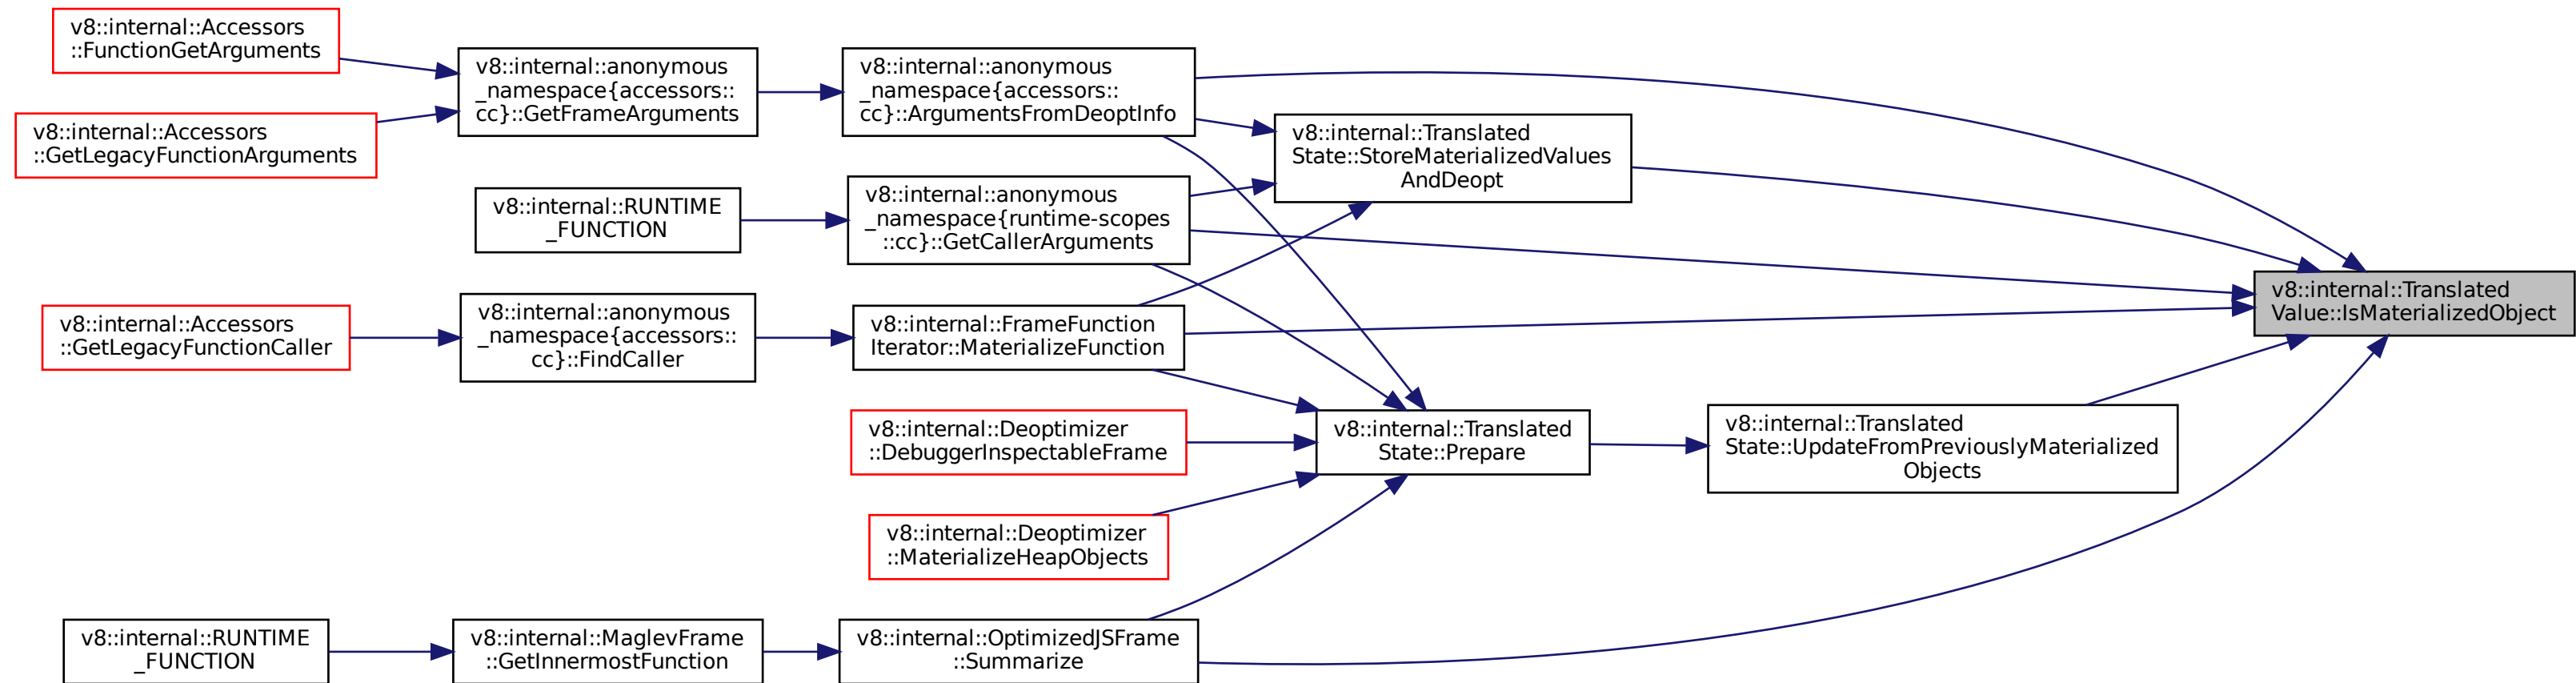 v8::internal::Accessors
::FunctionGetArguments
v8::internal::Accessors
::GetLegacyFunctionArguments
v8::internal::anonymous
_namespace{accessors::
cc}::GetFrameArguments
v8::internal::anonymous
_namespace{accessors::
cc}::ArgumentsFromDeoptInfo
v8::internal::Translated
State::StoreMaterializedValues
AndDeopt
v8::internal::RUNTIME
_FUNCTION
v8::internal::anonymous
_namespace{runtime-scopes
::cc}::GetCallerArguments
v8::internal::Translated
Value::IsMaterializedObject
v8::internal::Accessors
::GetLegacyFunctionCaller
v8::internal::anonymous
_namespace{accessors::
cc}::FindCaller
v8::internal::FrameFunction
Iterator::MaterializeFunction
v8::internal::Deoptimizer
::DebuggerInspectableFrame
v8::internal::Translated
State::Prepare
v8::internal::Translated
State::UpdateFromPreviouslyMaterialized
Objects
v8::internal::Deoptimizer
::MaterializeHeapObjects
v8::internal::RUNTIME
_FUNCTION
v8::internal::MaglevFrame
::GetInnermostFunction
v8::internal::OptimizedJSFrame
::Summarize